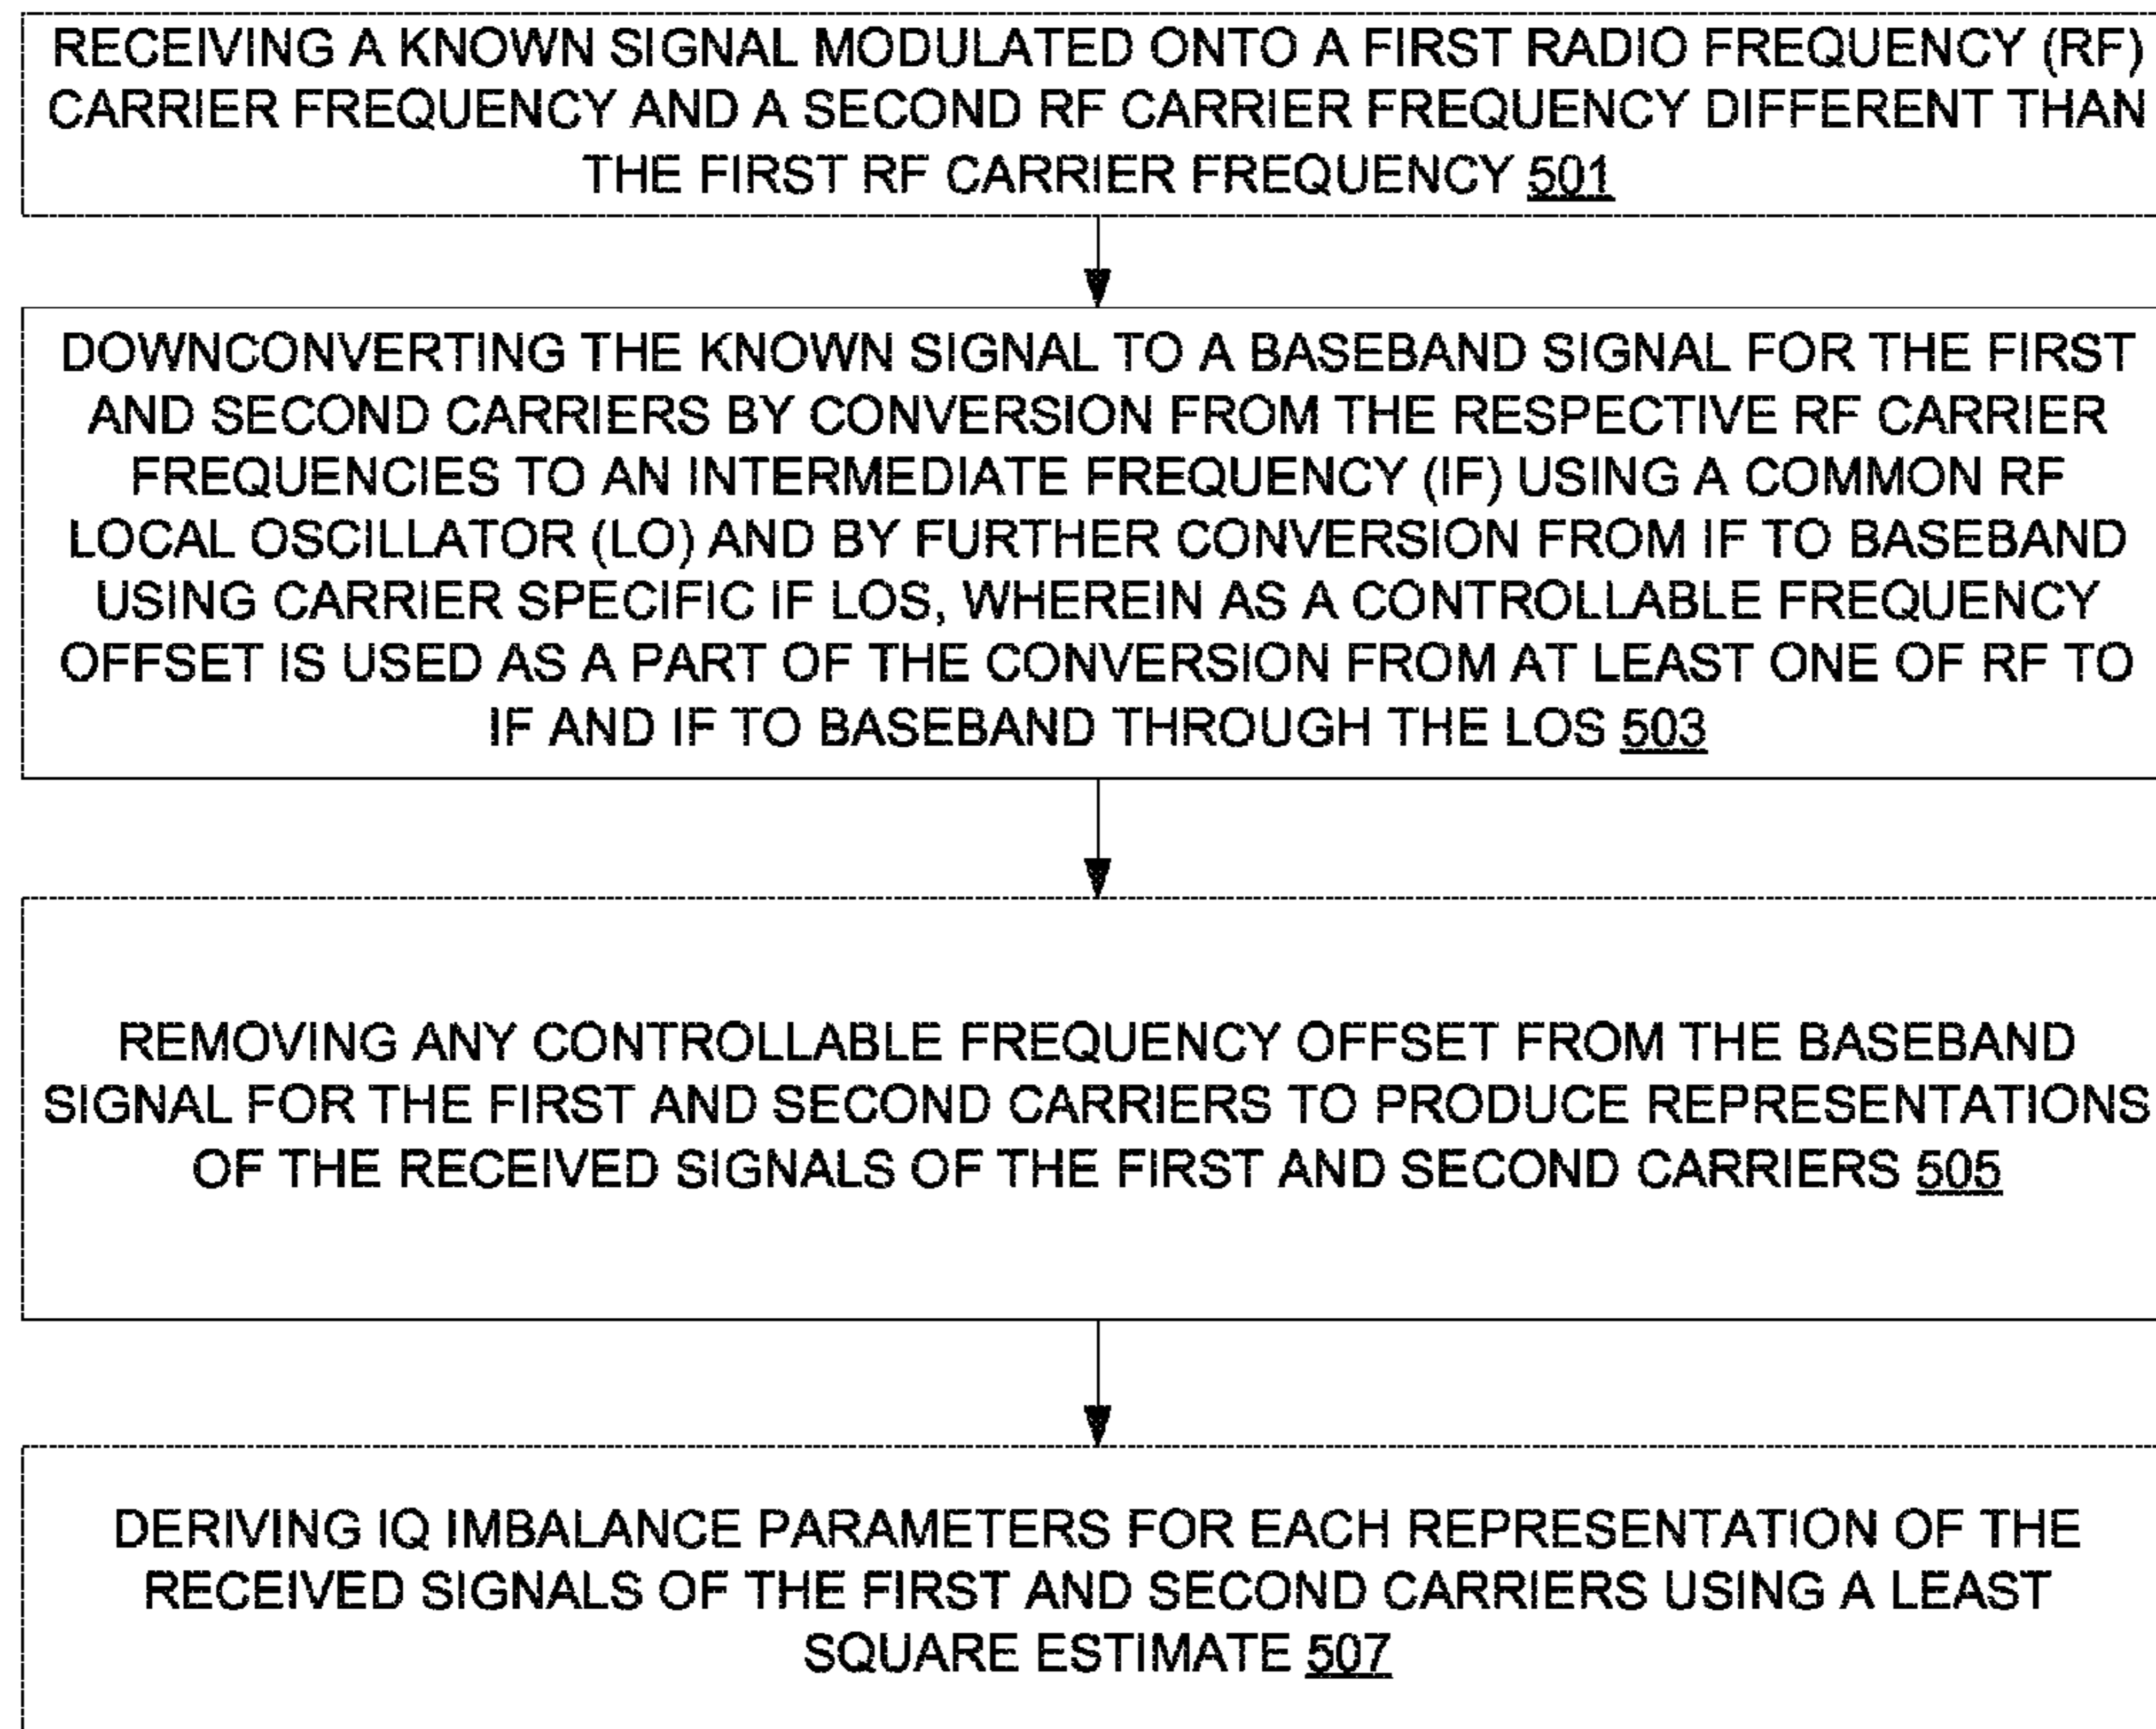 RECEIVING A KNOWN SIGNAL MODULATED ONTO A FIRST RADIO FREQUENCY (RF)
CARRIER FREQUENCY AND A SECOND RF CARRIER FREQUENCY DIFFERENT THAN
THE FIRST RF CARRIER FREQUENCY 501
DOWNCONVERTING THE KNOWN SIGNAL TO A BASEBAND SIGNAL FOR THE FIRST
AND SECOND CARRIERS BY CONVERSION FROM THE RESPECTIVE RF CARRIER
FREQUENCIES TO AN INTERMEDIATE FREQUENCY (IF) USING A COMMON RF
LOCAL OSCILLATOR (LO) AND BY FURTHER CONVERSION FROM IF TO BASEBAND
USING CARRIER SPECIFIC IF LOS, WHEREIN AS A CONTROLLABLE FREQUENCY
OFFSET IS USED AS A PART OF THE CONVERSION FROM AT LEAST ONE OF RF TO
IF AND IF TO BASEBAND THROUGH THE LOS 503
REMOVING ANY CONTROLLABLE FREQUENCY OFFSET FROM THE BASEBAND
SIGNAL FOR THE FIRST AND SECOND CARRIERS TO PRODUCE REPRESENTATIONS
OF THE RECEIVED SIGNALS OF THE FIRST AND SECOND CARRIERS 505
DERIVING IQ IMBALANCE PARAMETERS FOR EACH REPRESENTATION OF THE
RECEIVED SIGNALS OF THE FIRST AND SECOND CARRIERS USING A LEAST
SQUARE ESTIMATE 507